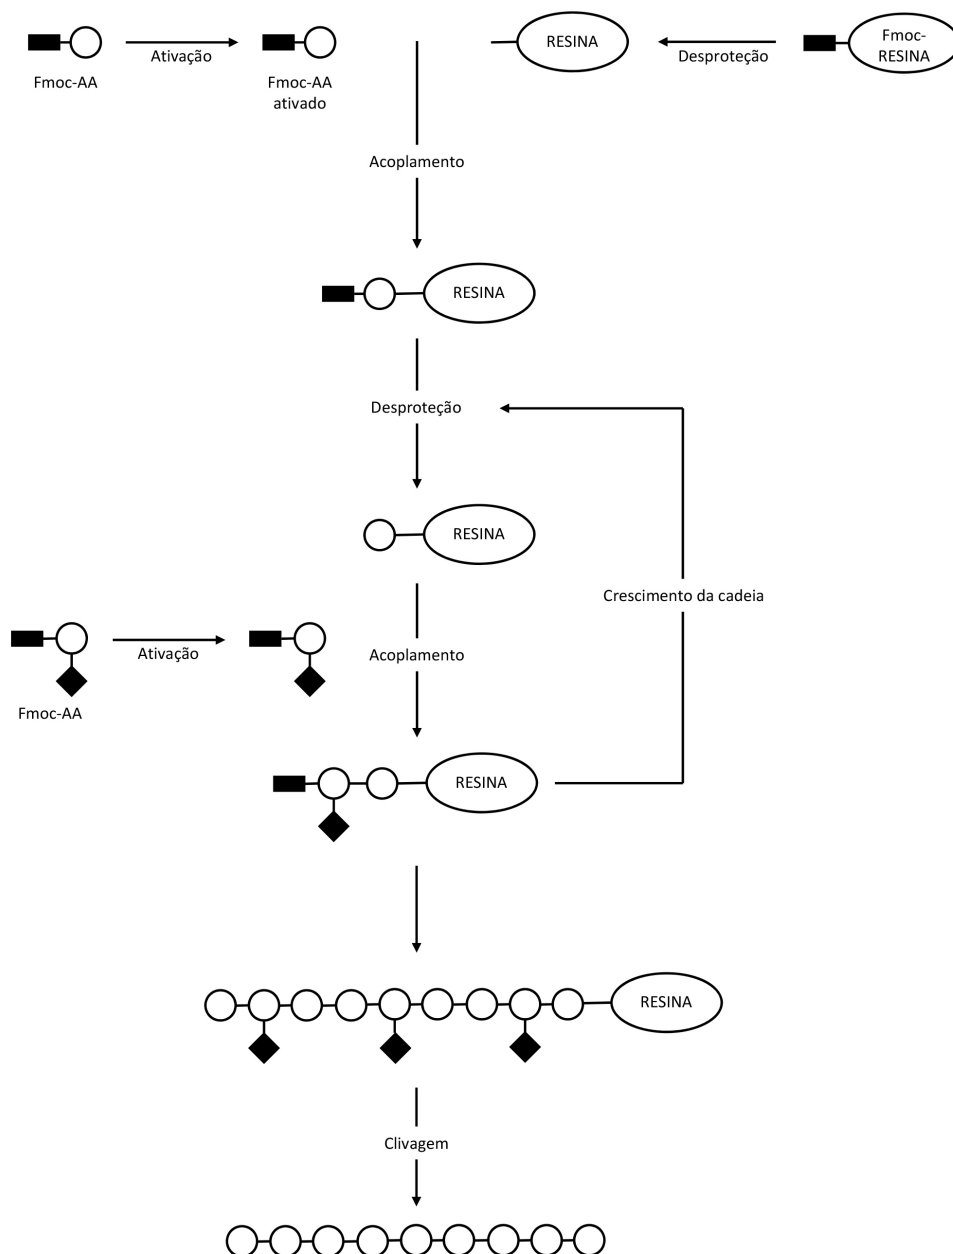 Fmoc-AA
Ativação
Fmoc-AA
ativado
RESINA
Desproteção
Fmoc-
RESINA
Acoplamento
RESINA
Desproteção
RESINA
Crescimento da cadeia
Fmoc-AA
Ativação
Acoplamento
RESINA
RESINA
Clivagem